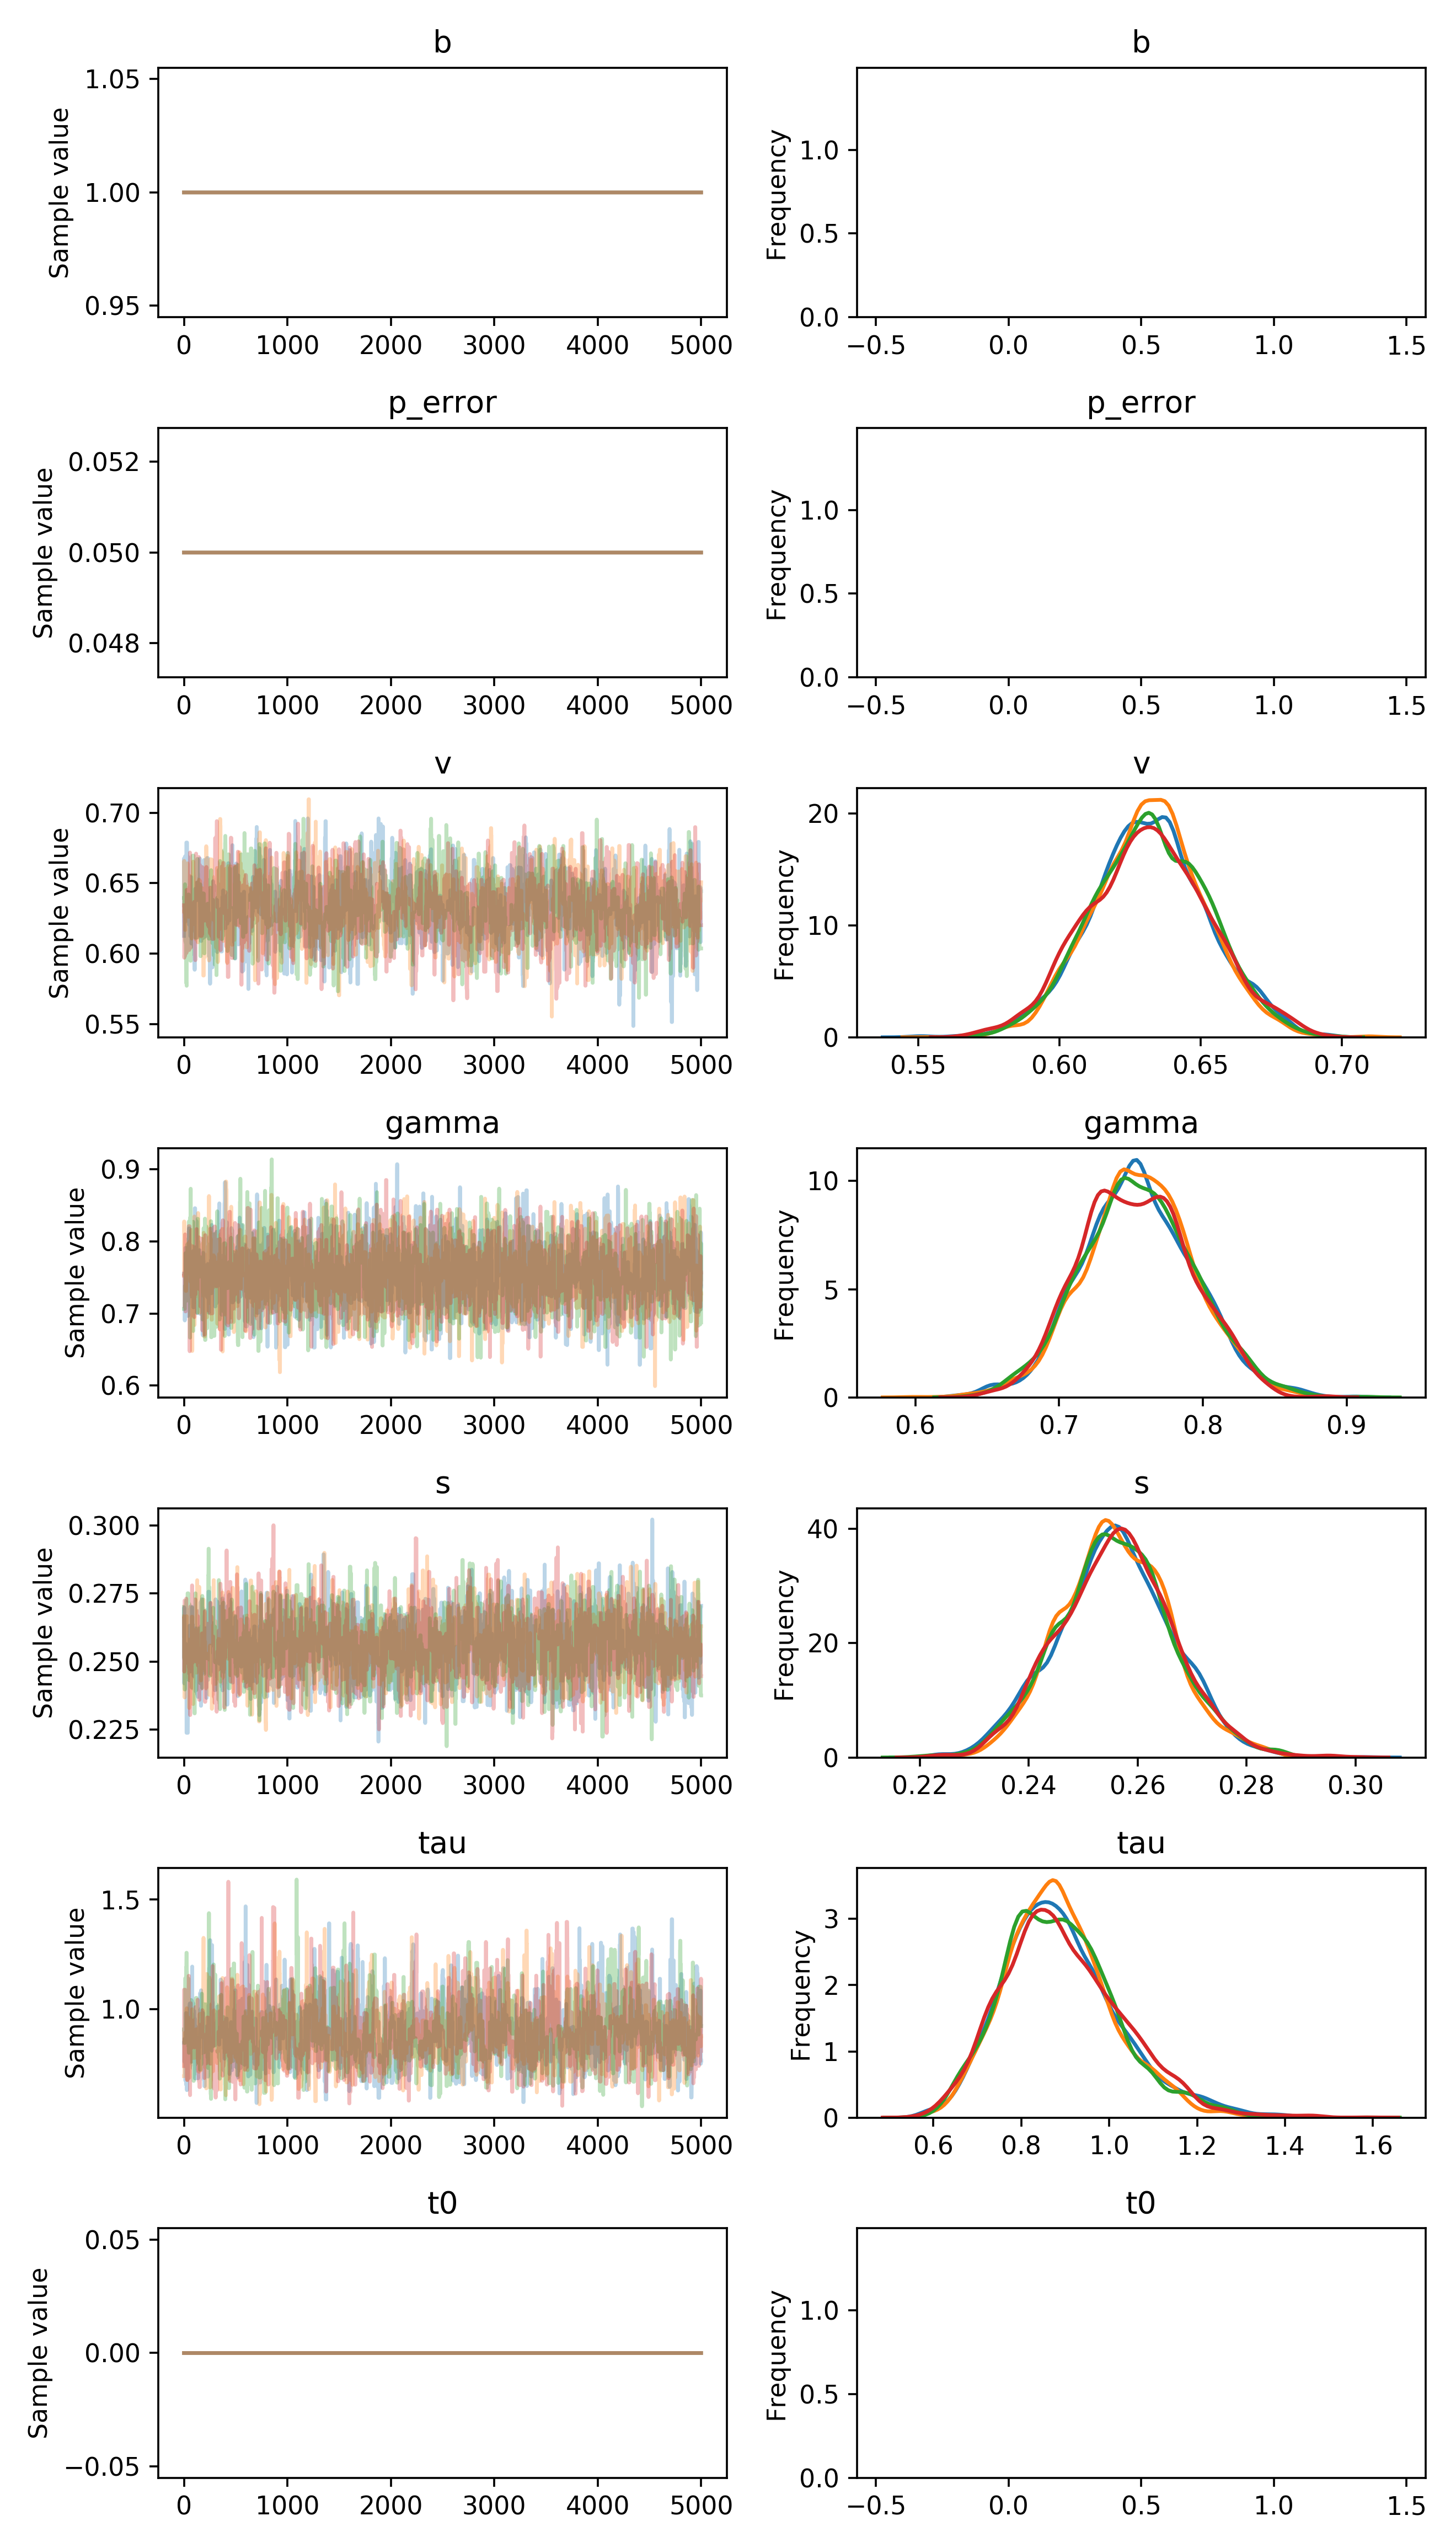 b
b
Sample value
1.05
1.00
0.95
0 1000 2000 3000 4000 5000
Frequency
1.0
0.5
0.0
−0.5 0.0 0.5 1.0 1.5
p_error
p_error
Sample value
0.052
0.050
0.048
0 1000 2000 3000 4000 5000
Frequency
1.0
0.5
0.0
−0.5 0.0 0.5 1.0 1.5
v
v
Sample value
0.70
0.65
0.60
0.55
0 1000 2000 3000 4000 5000
Frequency
20
10
0
0.55 0.60 0.65 0.70
gamma
gamma
Sample value
0.9
0.8
0.7
0.6
0 1000 2000 3000 4000 5000
Frequency
10
5
0
0.6 0.7 0.8 0.9
s
s
Sample value
0.300
0.275
0.250
0.225
0 1000 2000 3000 4000 5000
Frequency
40
20
0
0.22 0.24 0.26 0.28 0.30
tau
tau
Sample value
1.5
1.0
0 1000 2000 3000 4000 5000
Frequency
3
2
1
0
0.6 0.8 1.0 1.2 1.4 1.6
t0
t0
Sample value
0.05
0.00
−0.05
0 1000 2000 3000 4000 5000
Frequency
1.0
0.5
0.0
−0.5 0.0 0.5 1.0 1.5